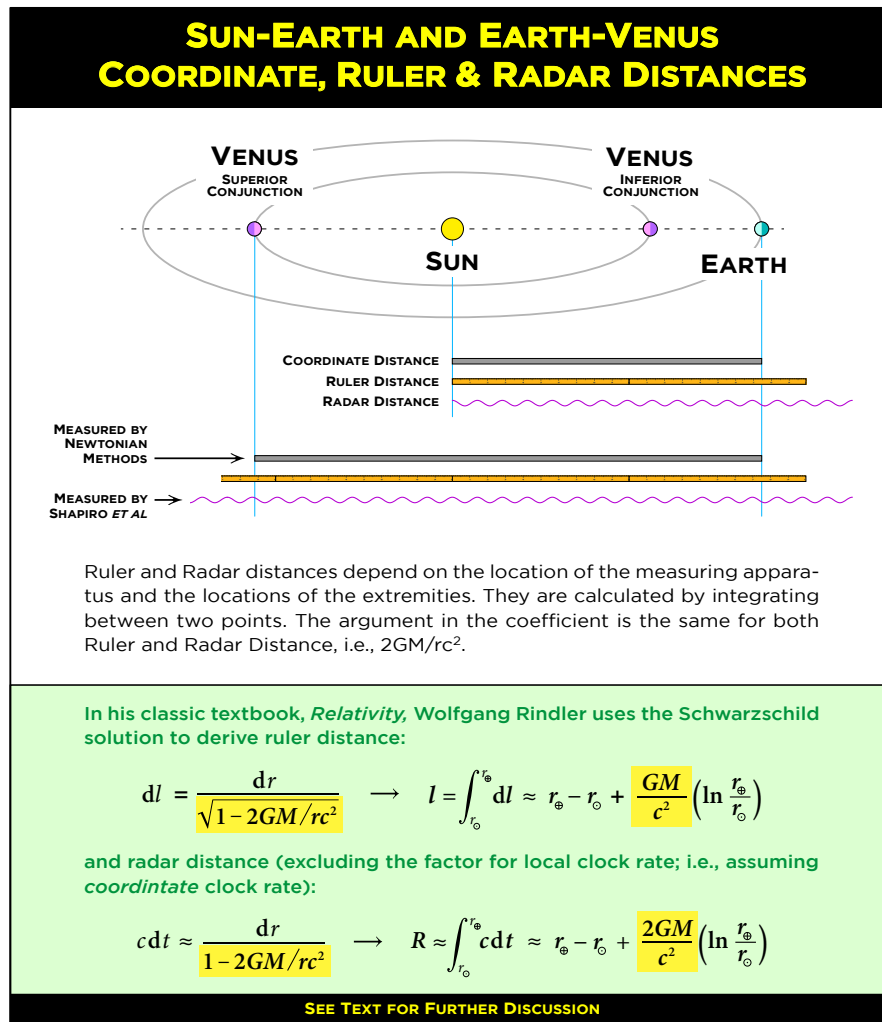 SUN-EARTH AND EARTH-VENUS
COORDINATE, RULER & RADAR DISTANCES
VENUS
SUPERIOR
CONJUNCTION
VENUS
INFERIOR
CONJUNCTION
SUN
EARTH
COORDINATE DISTANCE
RULER DISTANCE
RADAR DISTANCE
MEASURED BY
NEWTONIAN
METHODS
MEASURED BY
SHAPIRO ET AL
Ruler and Radar distances depend on the location of the measuring appara-
tus and the locations of the extremities. They are calculated by integrating
between two points. The argument in the coefficient is the same for both
Ruler and Radar Distance, i.e., 2GM/rc².
In his classic textbook, Relativity, Wolfgang Rindler uses the Schwarzschild
solution to derive ruler distance:
dl = dr / √(1 − 2GM/rc²) → l = ∫_{r⊙}^{r⊕} dl ≈ r⊕ − r⊙ + GM/c² (ln r⊕/r⊙)
and radar distance (excluding the factor for local clock rate; i.e., assuming
coordintate clock rate):
cdt ≈ dr / (1 − 2GM/rc²) → R ≈ ∫_{r⊙}^{r⊕} cdt ≈ r⊕ − r⊙ + 2GM/c² (ln r⊕/r⊙)
SEE TEXT FOR FURTHER DISCUSSION